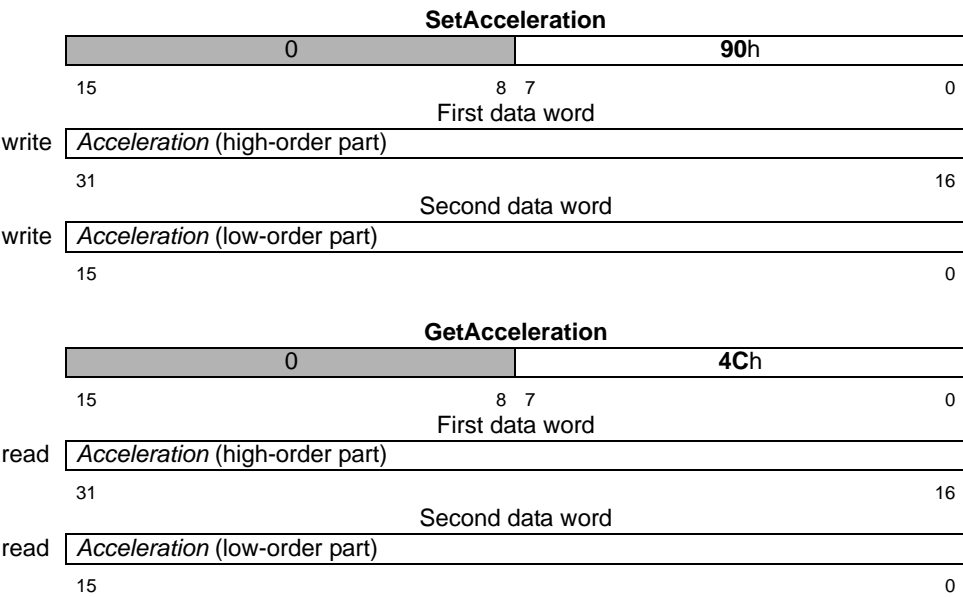 SetAcceleration
0 90h
15 8 7 0
First data word
write Acceleration (high-order part)
31 16
Second data word
write Acceleration (low-order part)
15 0
GetAcceleration
0 4Ch
15 8 7 0
First data word
read Acceleration (high-order part)
31 16
Second data word
read Acceleration (low-order part)
15 0